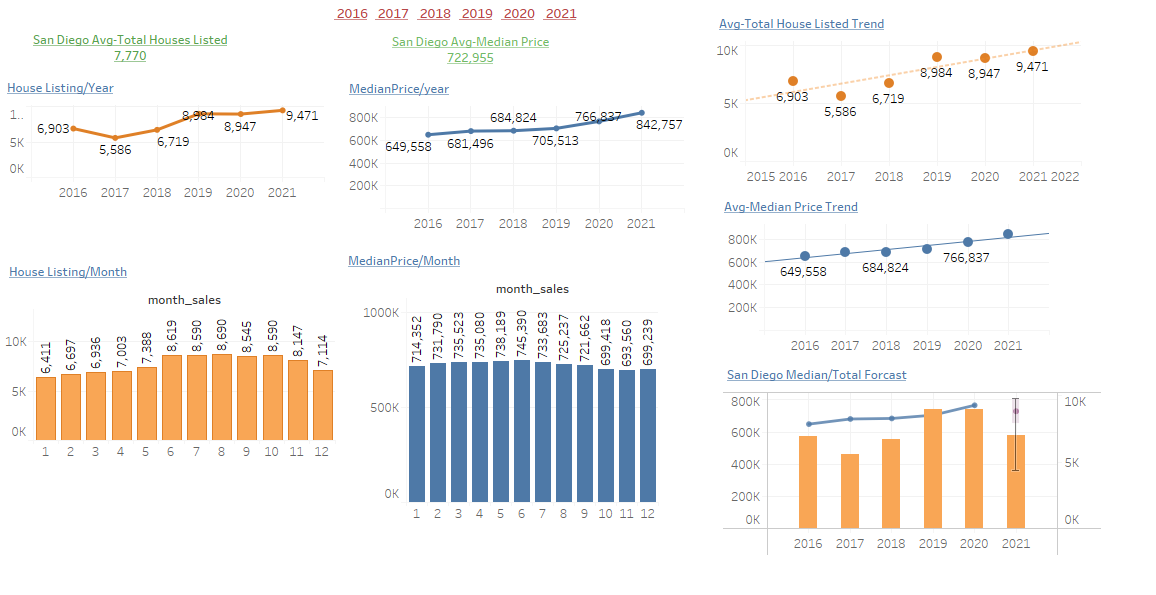 2016 2017 2018 2019 2020 2021
San Diego Avg-Total Houses Listed
7,770
House Listing/Year
1..
5K
0K
6,903
5,586
6,719
8,984
8,947
9,471
2016 2017 2018 2019 2020 2021
House Listing/Month
month_sales
10K
5K
0K
6,411
6,697
6,936
7,003
7,388
8,619
8,590
8,690
8,545
8,590
8,147
7,114
1 2 3 4 5 6 7 8 9 10 11 12
San Diego Avg-Median Price
722,955
MedianPrice/year
800K
600K
400K
200K
649,558
681,496
684,824
705,513
766,837
842,757
2016 2017 2018 2019 2020 2021
MedianPrice/Month
month_sales
1000K
500K
0K
714,352
731,790
735,523
735,080
738,189
745,390
733,683
725,237
721,662
699,418
693,560
699,239
1 2 3 4 5 6 7 8 9 10 11 12
Avg-Total House Listed Trend
10K
5K
0K
6,903
5,586
6,719
8,984
8,947
9,471
2015 2016 2017 2018 2019 2020 2021 2022
Avg-Median Price Trend
800K
600K
400K
200K
649,558
684,824
766,837
2016 2017 2018 2019 2020 2021
San Diego Median/Total Forcast
800K
600K
400K
200K
0K
10K
5K
0K
2016 2017 2018 2019 2020 2021